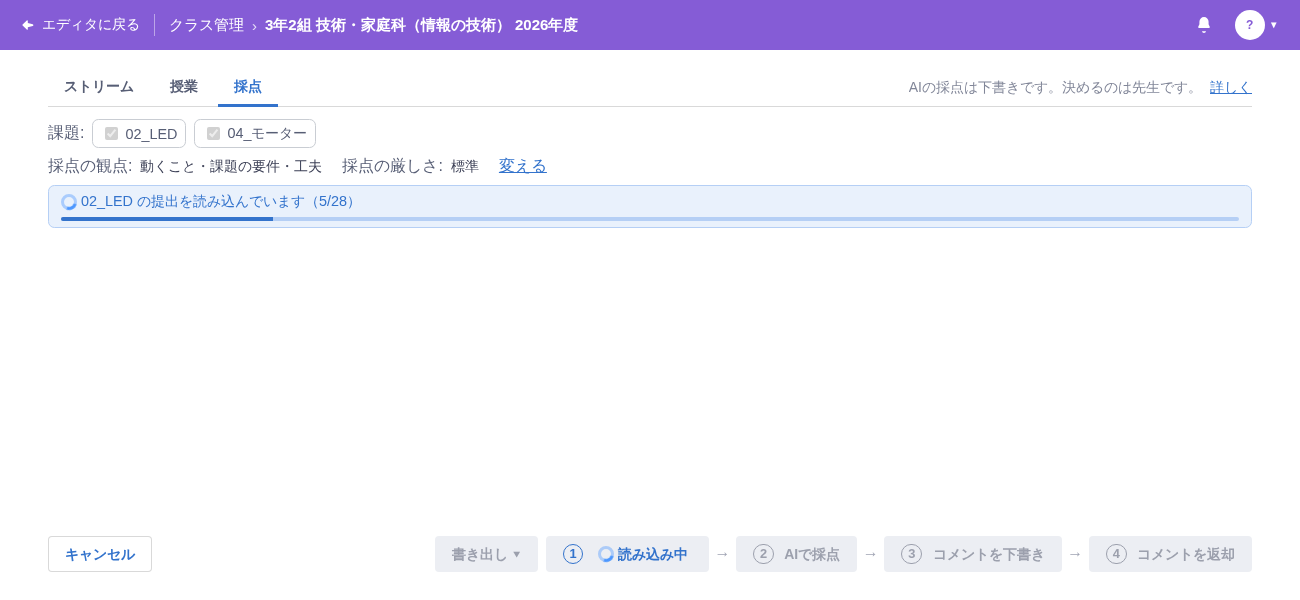 エディタに戻る クラス管理 › 3年2組 技術・家庭科（情報の技術） 2026年度 ?
ストリーム 授業 採点 AIの採点は下書きです。決めるのは先生です。 詳しく
課題: 02_LED 04_モーター
採点の観点: 動くこと・課題の要件・工夫 採点の厳しさ: 標準 変える
02_LED の提出を読み込んでいます（5/28）
キャンセル 書き出し 1 読み込み中 → 2 AIで採点 → 3 コメントを下書き → 4 コメントを返却